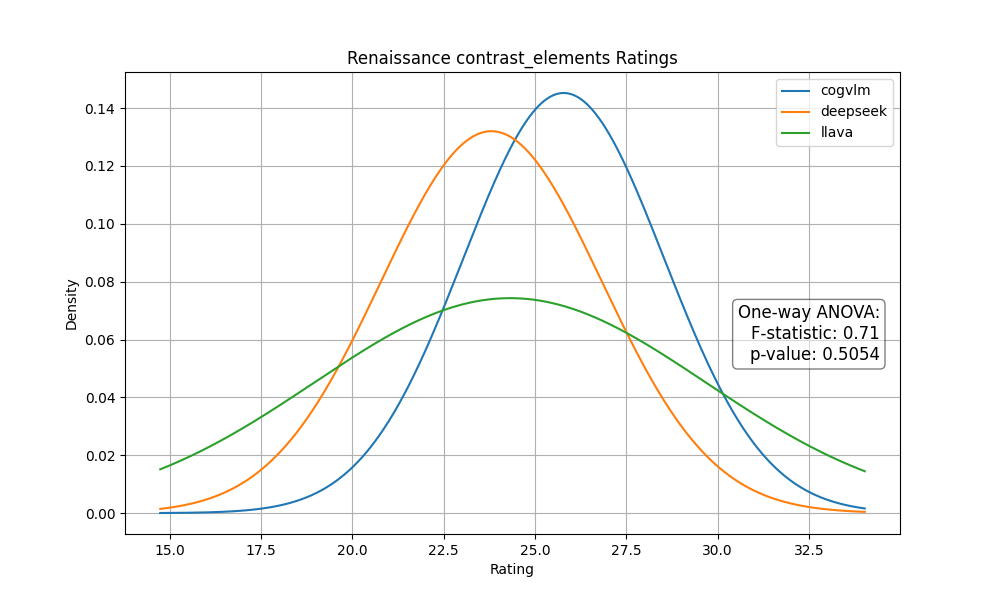 Renaissance contrast_elements Ratings
cogvlm
deepseek
llava
0.14
0.12
0.10
0.08
0.06
0.04
0.02
0.00
Density
One-way ANOVA:
F-statistic: 0.71
p-value: 0.5054
15.0 17.5 20.0 22.5 25.0 27.5 30.0 32.5
Rating